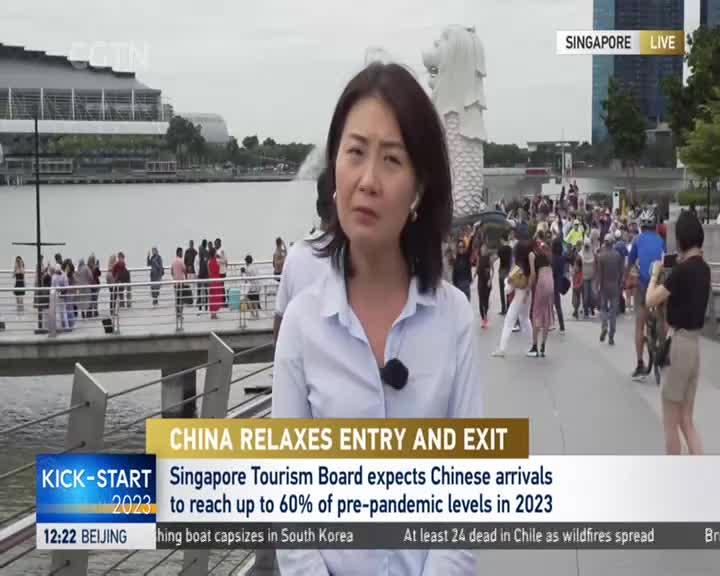 CGTN
SINGAPORE LIVE
CHINA RELAXES ENTRY AND EXIT
Singapore Tourism Board expects Chinese arrivals
to reach up to 60% of pre-pandemic levels in 2023
KICK-START
2023
12:22 BEIJING
hing boat capsizes in South Korea At least 24 dead in Chile as wildfires spread Br